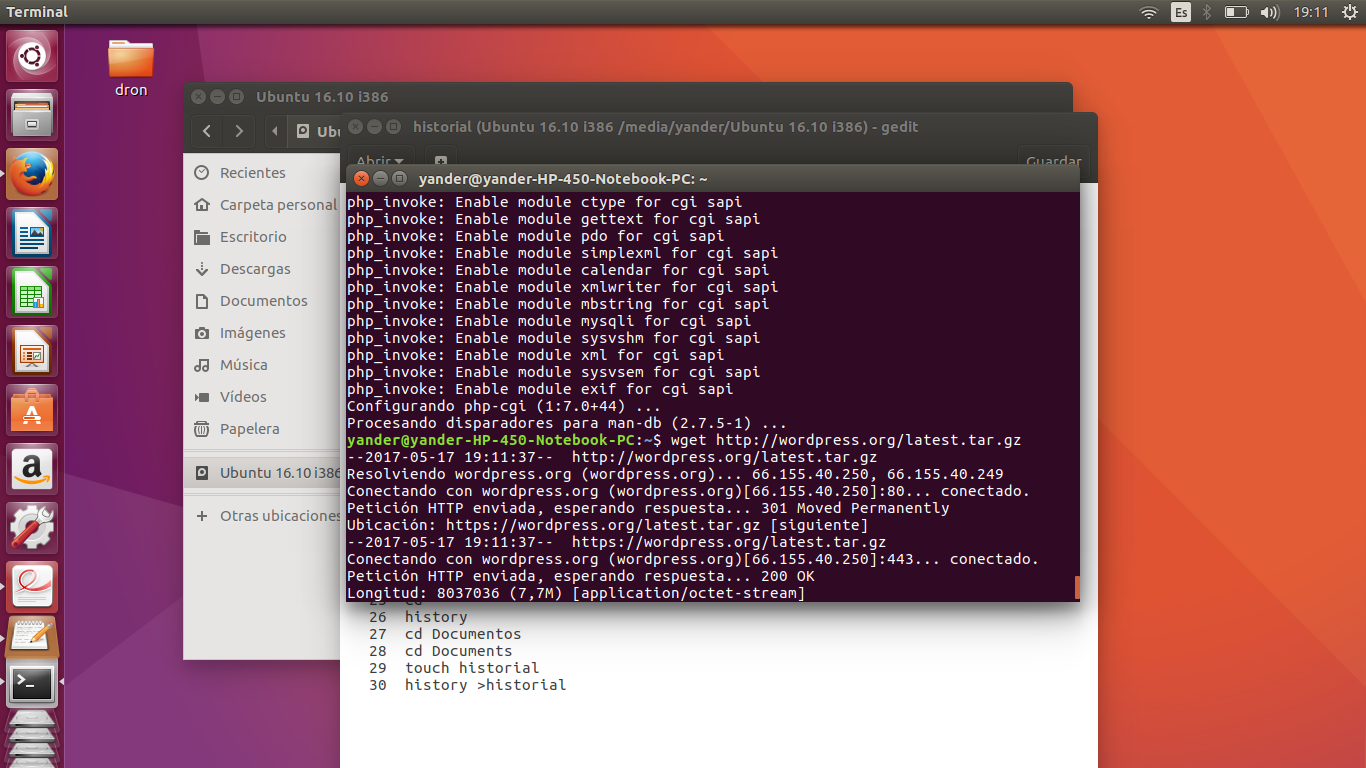 Terminal
Es
19:11
dron
Ubuntu 16.10 i386
Recientes
Carpeta personal
Escritorio
Descargas
Documentos
Imágenes
Música
Vídeos
Papelera
Ubuntu 16.10 i386
+ Otras ubicaciones
historial (Ubuntu 16.10 i386 /media/yander/Ubuntu 16.10 i386) - gedit
Abrir
Guardar
yander@yander-HP-450-Notebook-PC: ~
php_invoke: Enable module ctype for cgi sapi
php_invoke: Enable module gettext for cgi sapi
php_invoke: Enable module pdo for cgi sapi
php_invoke: Enable module simplexml for cgi sapi
php_invoke: Enable module calendar for cgi sapi
php_invoke: Enable module xmlwriter for cgi sapi
php_invoke: Enable module mbstring for cgi sapi
php_invoke: Enable module mysqli for cgi sapi
php_invoke: Enable module sysvshm for cgi sapi
php_invoke: Enable module xml for cgi sapi
php_invoke: Enable module sysvsem for cgi sapi
php_invoke: Enable module exif for cgi sapi
Configurando php-cgi (1:7.0+44) ...
Procesando disparadores para man-db (2.7.5-1) ...
yander@yander-HP-450-Notebook-PC:~$ wget http://wordpress.org/latest.tar.gz
--2017-05-17 19:11:37--  http://wordpress.org/latest.tar.gz
Resolviendo wordpress.org (wordpress.org)... 66.155.40.250, 66.155.40.249
Conectando con wordpress.org (wordpress.org)[66.155.40.250]:80... conectado.
Petición HTTP enviada, esperando respuesta... 301 Moved Permanently
Ubicación: https://wordpress.org/latest.tar.gz [siguiente]
--2017-05-17 19:11:37--  https://wordpress.org/latest.tar.gz
Conectando con wordpress.org (wordpress.org)[66.155.40.250]:443... conectado.
Petición HTTP enviada, esperando respuesta... 200 OK
Longitud: 8037036 (7,7M) [application/octet-stream]
26 history
27 cd Documentos
28 cd Documents
29 touch historial
30 history >historial